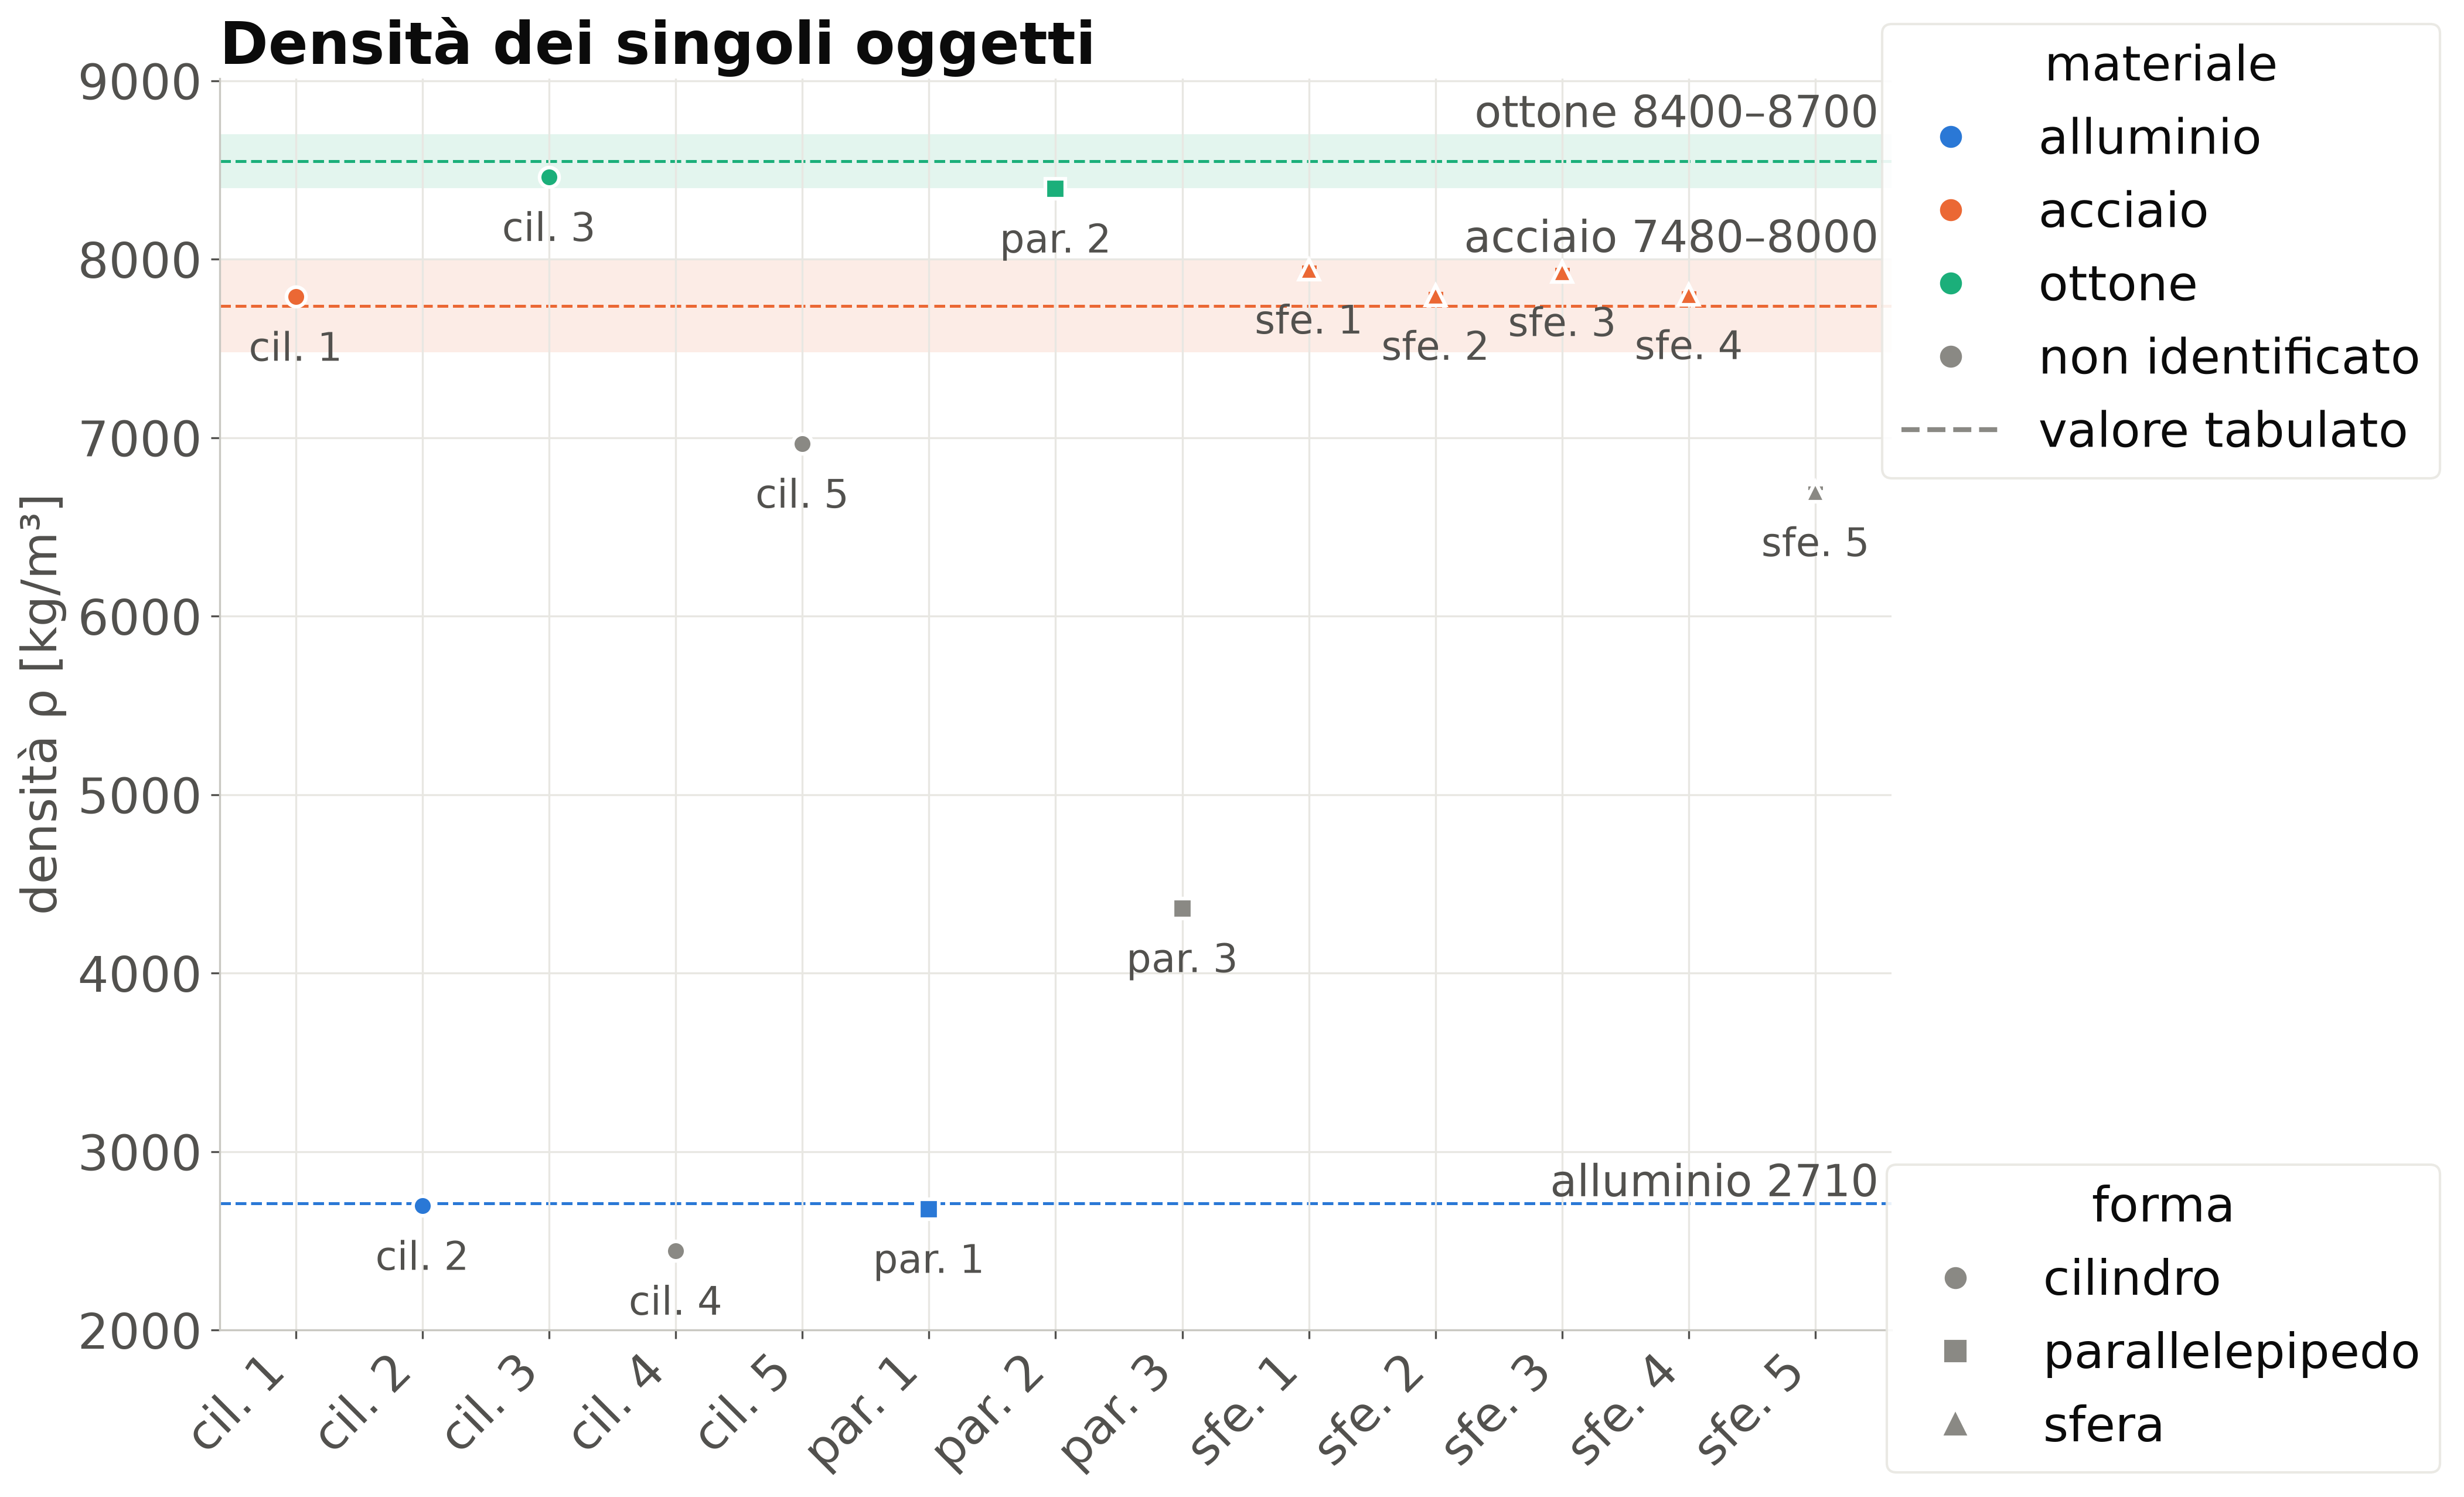 Densità dei singoli oggetti
densità ρ [kg/m³]
9000
8000
7000
6000
5000
4000
3000
2000
ottone 8400–8700
cil. 3
par. 2
acciaio 7480–8000
cil. 1
sfe. 1
sfe. 2
sfe. 3
sfe. 4
cil. 5
sfe. 5
par. 3
alluminio 2710
cil. 2
par. 1
cil. 4
cil. 1
cil. 2
cil. 3
cil. 4
cil. 5
par. 1
par. 2
par. 3
sfe. 1
sfe. 2
sfe. 3
sfe. 4
sfe. 5
materiale
alluminio
acciaio
ottone
non identificato
valore tabulato
forma
cilindro
parallelepipedo
sfera